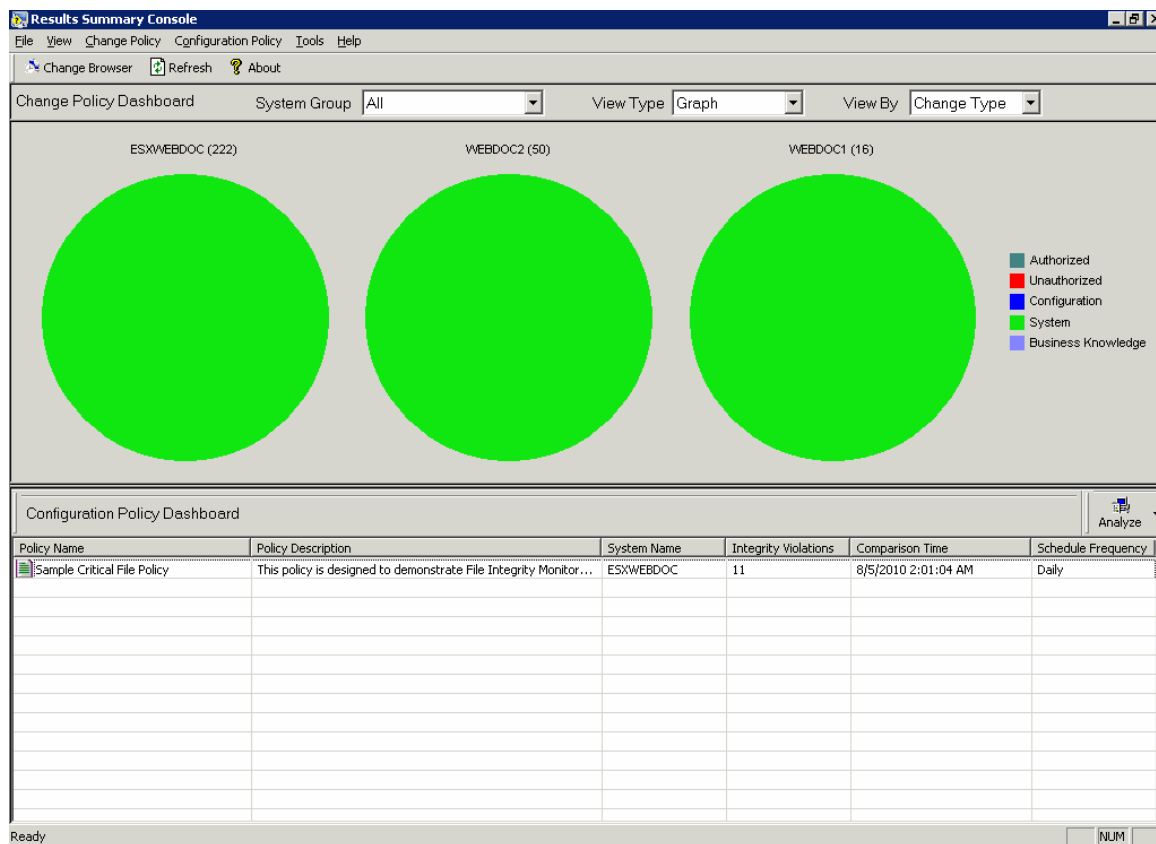 Results Summary Console
File View Change Policy Configuration Policy Tools Help
Change Browser Refresh About
Change Policy Dashboard System Group All View Type Graph View By Change Type
ESXWEBDOC (222) WEBDOC2 (50) WEBDOC1 (16)
Authorized
Unauthorized
Configuration
System
Business Knowledge
Configuration Policy Dashboard Analyze
Policy Name Policy Description System Name Integrity Violations Comparison Time Schedule Frequency
Sample Critical File Policy This policy is designed to demonstrate File Integrity Monitor... ESXWEBDOC 11 8/5/2010 2:01:04 AM Daily
Ready NUM